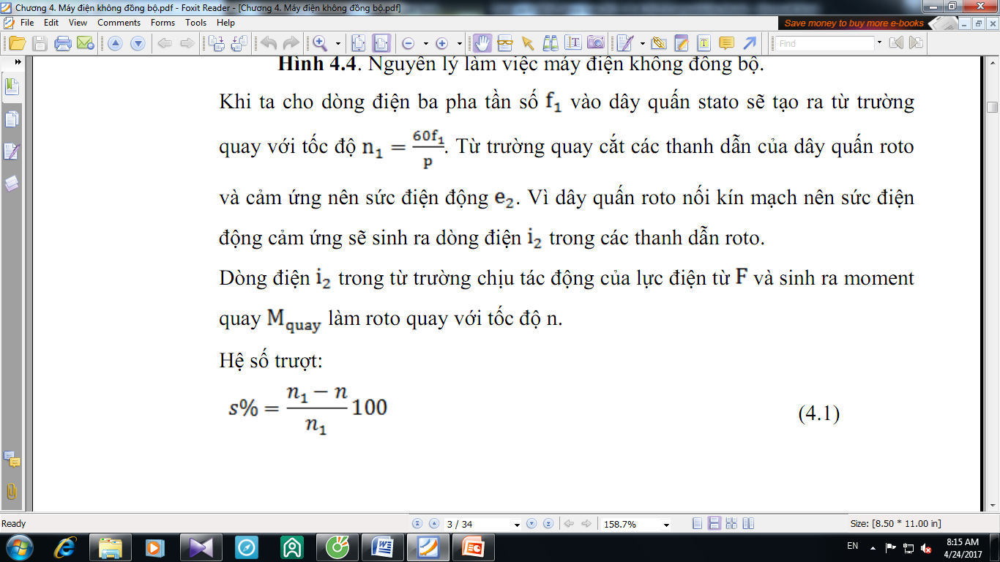 Chương 4. Máy điện không đồng bộ.pdf - Foxit Reader - [Chương 4. Máy điện không đồng bộ.pdf]
File Edit View Comments Forms Tools Help
Save money to buy more e-books
Find
Hình 4.4. Nguyên lý làm việc máy điện không đồng bộ.
Khi ta cho dòng điện ba pha tần số f₁ vào dây quấn stato sẽ tạo ra từ trường
quay với tốc độ n₁ = 60f₁/p. Từ trường quay cắt các thanh dẫn của dây quấn roto
và cảm ứng nên sức điện động e₂. Vì dây quấn roto nối kín mạch nên sức điện
động cảm ứng sẽ sinh ra dòng điện i₂ trong các thanh dẫn roto.
Dòng điện i₂ trong từ trường chịu tác động của lực điện từ F và sinh ra moment
quay M_quay làm roto quay với tốc độ n.
Hệ số trượt:
s% = (n₁ − n)/n₁ 100 (4.1)
Ready 3 / 34 158.7% Size: [8.50 * 11.00 in]
EN 8:15 AM
4/24/2017